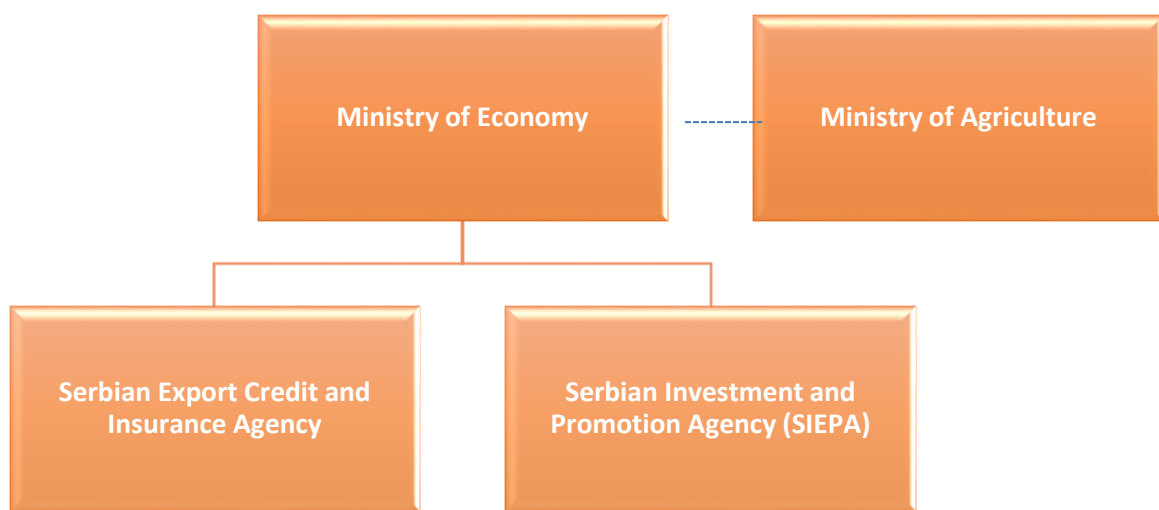 Ministry of Economy
Ministry of Agriculture
Serbian Export Credit and
Insurance Agency
Serbian Investment and
Promotion Agency (SIEPA)